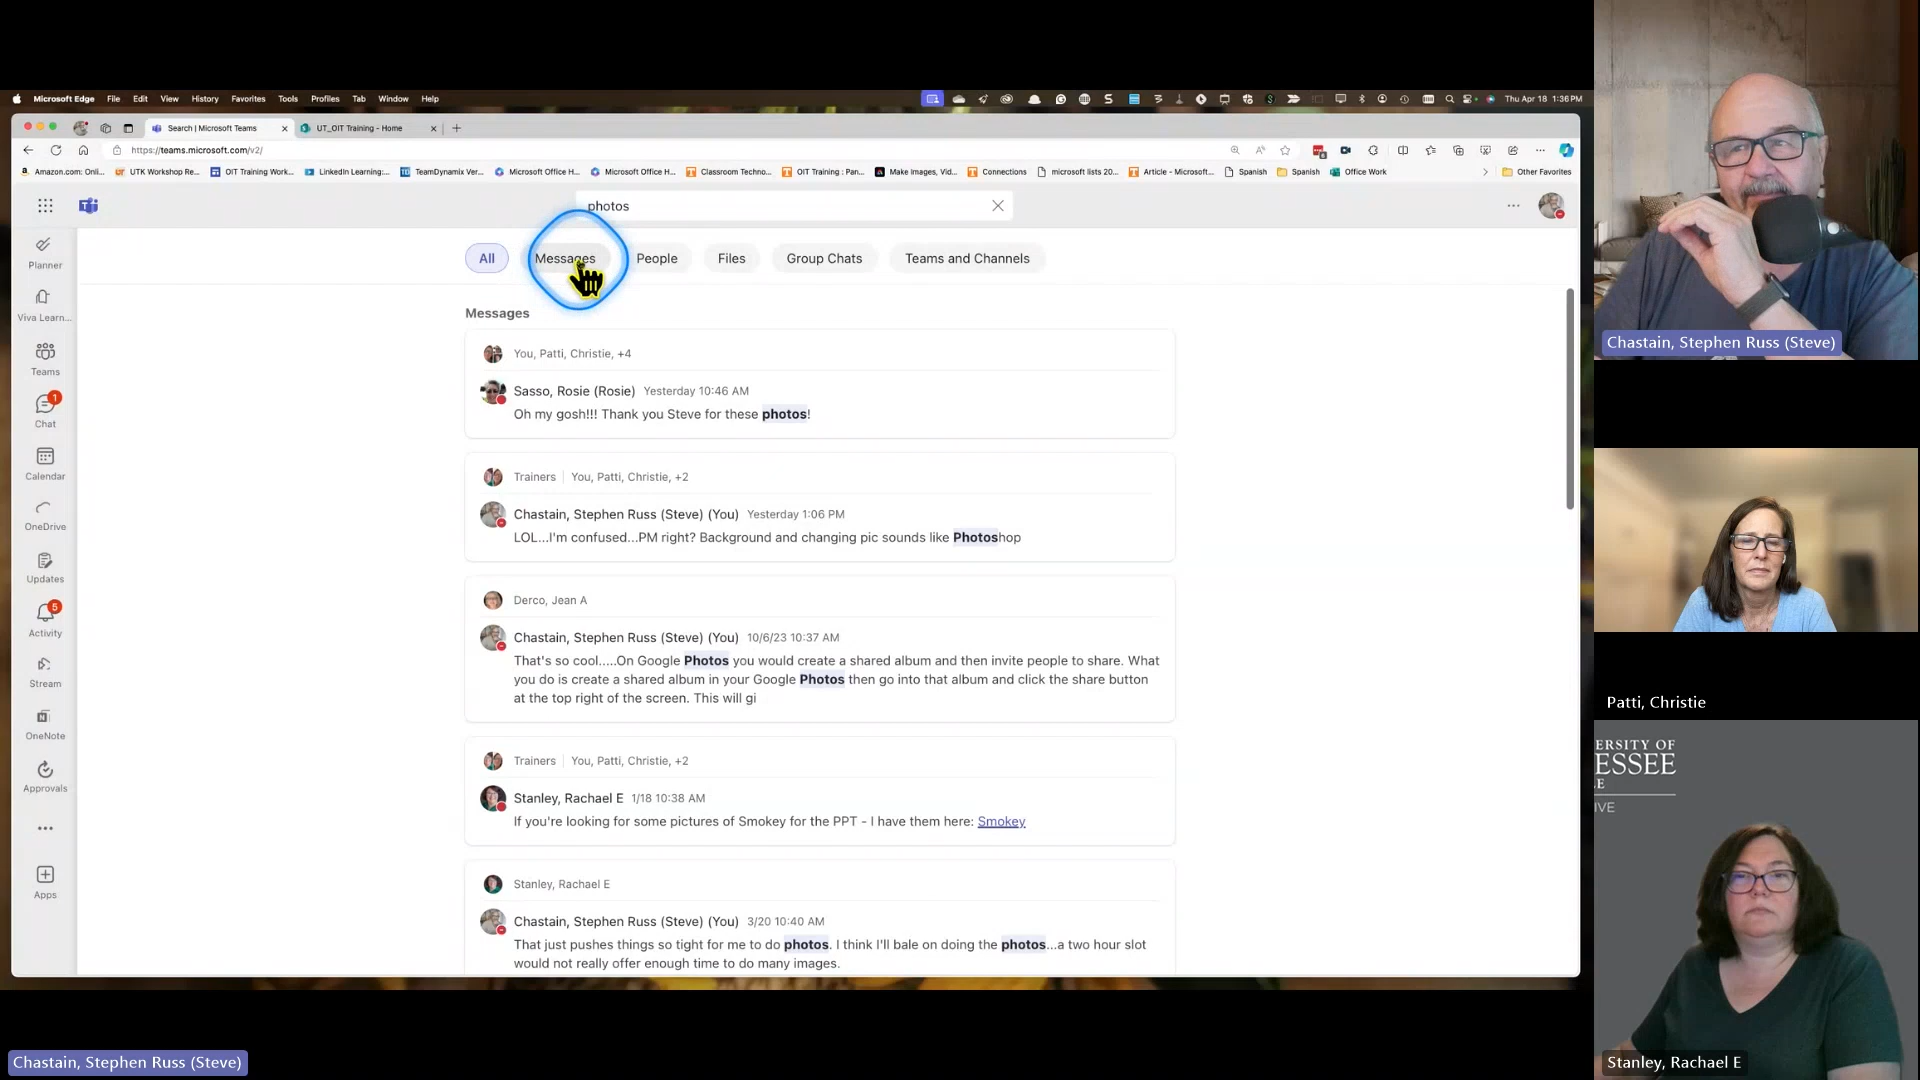 Microsoft Edge File Edit View History Favorites Tools Profiles Tab Window Help
Thu Apr 18 1:36 PM
Search | Microsoft Teams
UT_OIT Training - Home
https://teams.microsoft.com/v2/
Amazon.com: Onli...
UTK Workshop Re...
OIT Training Work...
LinkedIn Learning:...
TeamDynamix Ver...
Microsoft Office H...
Microsoft Office H...
Classroom Techno...
OIT Training : Pan...
Make Images, Vid...
Connections
microsoft lists 20...
Article - Microsoft...
Spanish
Spanish
Office Work
Other Favorites
photos
Planner
Viva Learn...
Teams
1
Chat
Calendar
OneDrive
Updates
5
Activity
Stream
OneNote
Approvals
Apps
All
Messages
People
Files
Group Chats
Teams and Channels
Messages
You, Patti, Christie, +4
Sasso, Rosie (Rosie) Yesterday 10:46 AM
Oh my gosh!!! Thank you Steve for these photos!
Trainers | You, Patti, Christie, +2
Chastain, Stephen Russ (Steve) (You) Yesterday 1:06 PM
LOL...I'm confused...PM right? Background and changing pic sounds like Photoshop
Derco, Jean A
Chastain, Stephen Russ (Steve) (You) 10/6/23 10:37 AM
That's so cool.....On Google Photos you would create a shared album and then invite people to share. What
you do is create a shared album in your Google Photos then go into that album and click the share button
at the top right of the screen. This will gi
Trainers | You, Patti, Christie, +2
Stanley, Rachael E 1/18 10:38 AM
If you're looking for some pictures of Smokey for the PPT - I have them here: Smokey
Stanley, Rachael E
Chastain, Stephen Russ (Steve) (You) 3/20 10:40 AM
That just pushes things so tight for me to do photos. I think I'll bale on doing the photos...a two hour slot
would not really offer enough time to do many images.
Chastain, Stephen Russ (Steve)
Chastain, Stephen Russ (Steve)
Patti, Christie
ERSITY OF
ESSEE
E
IVE
Stanley, Rachael E